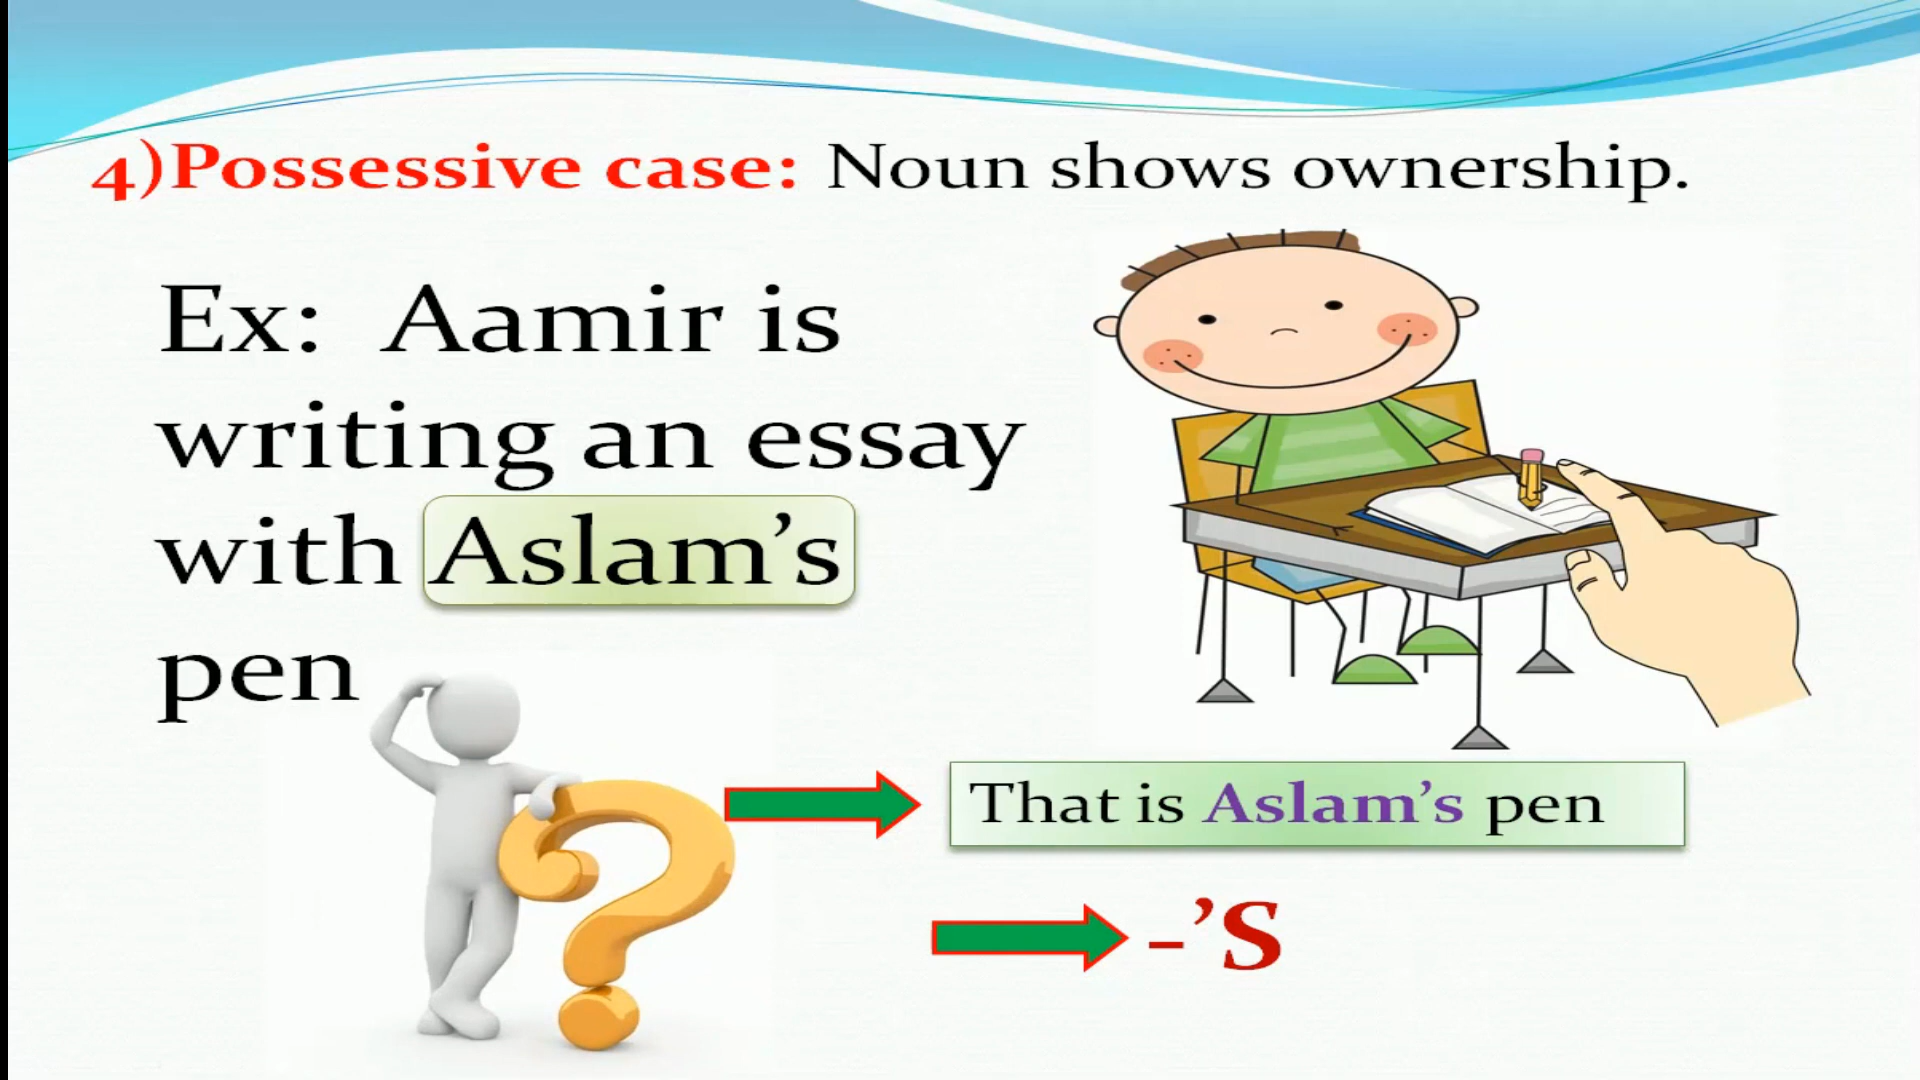 4)Possessive case: Noun shows ownership.
Ex: Aamir is
writing an essay
with Aslam’s
pen
That is Aslam’s pen
-’S